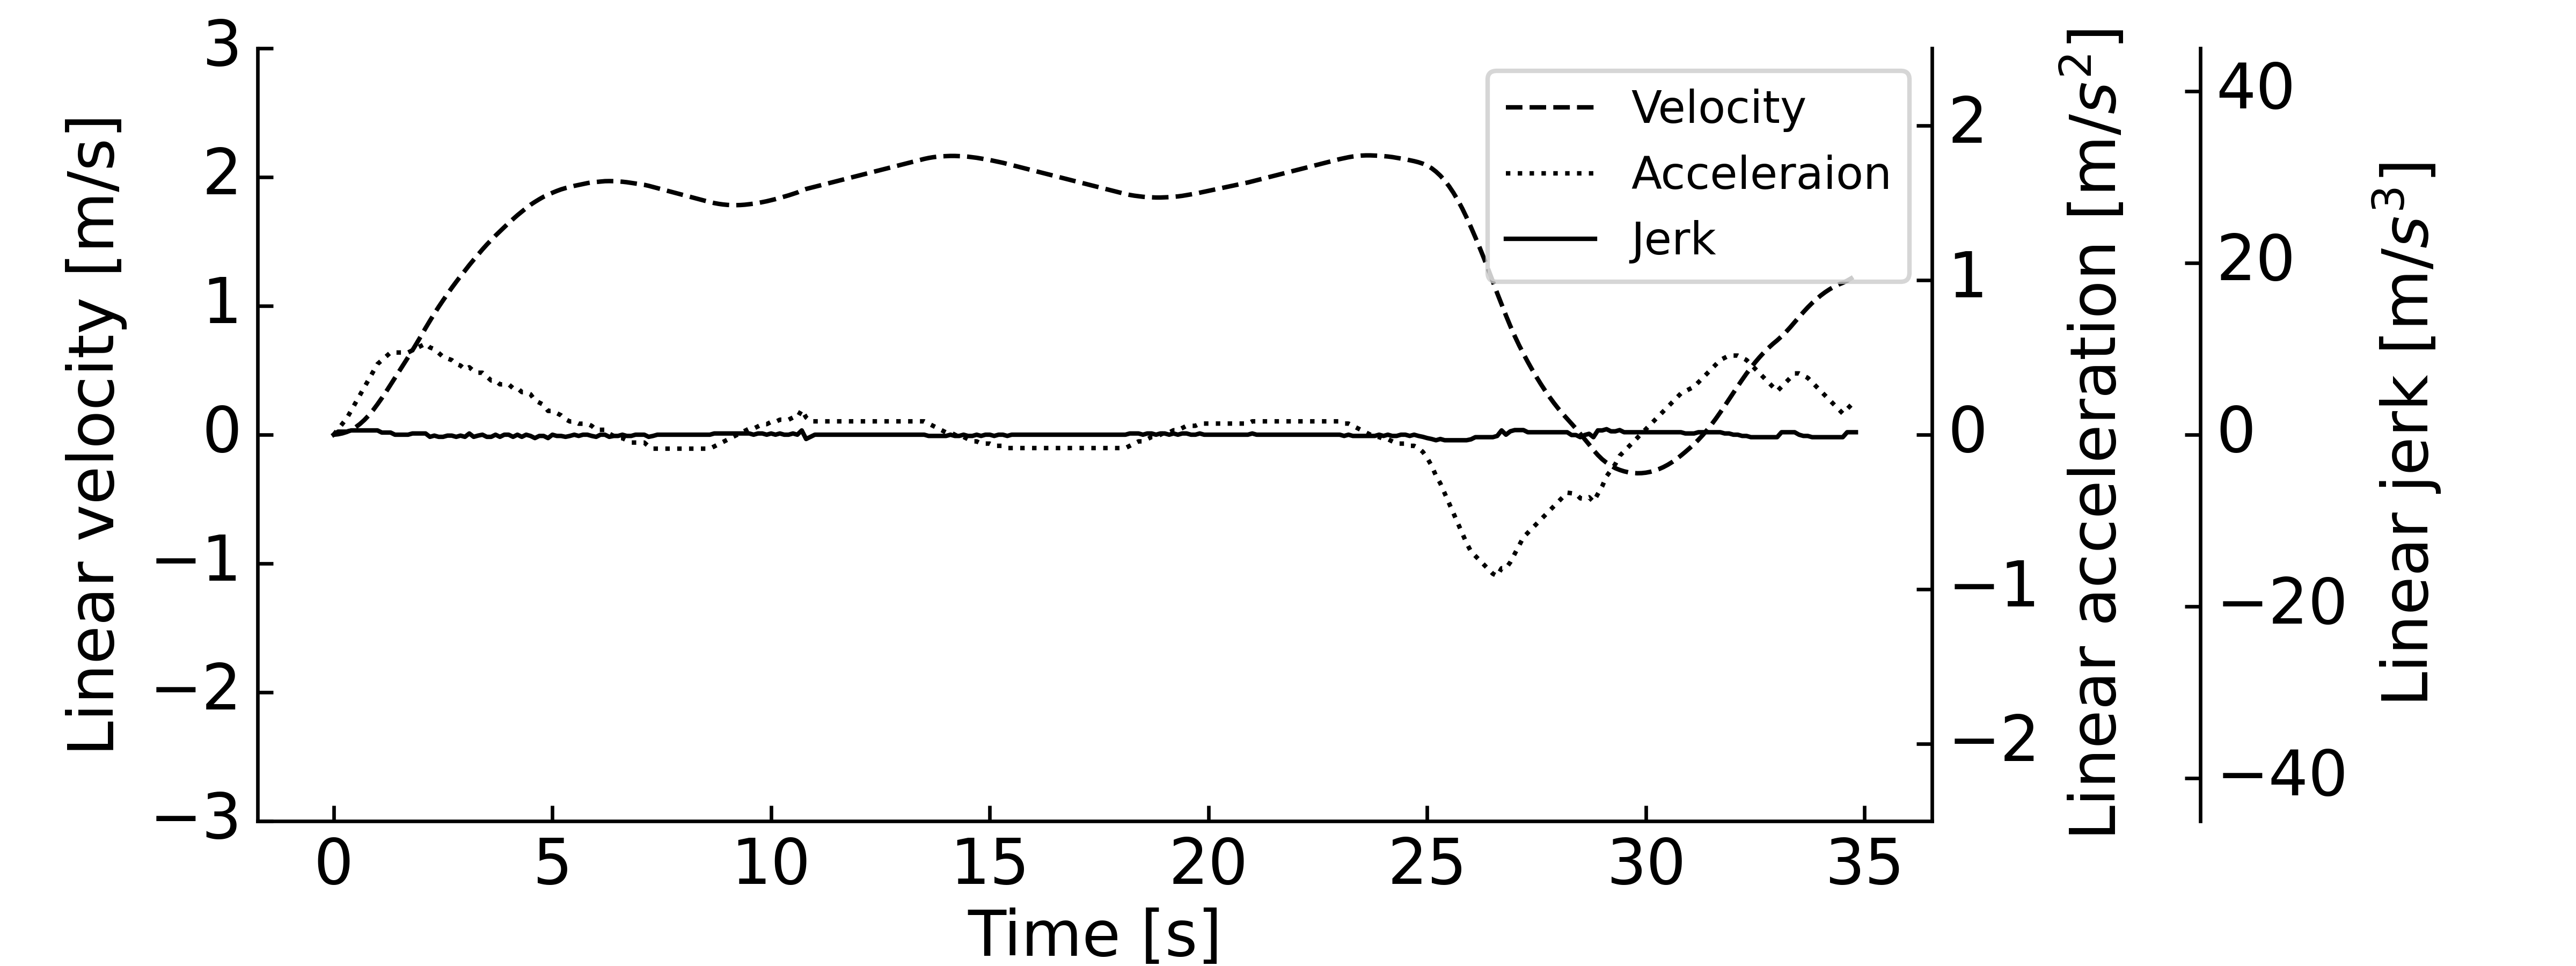 Linear velocity [m/s]
3
2
1
0
−1
−2
−3
0 5 10 15 20 25 30 35
Time [s]
Velocity
Acceleraion
Jerk
2
1
0
−1
−2
Linear acceleration [m/s²]
40
20
0
−20
−40
Linear jerk [m/s³]